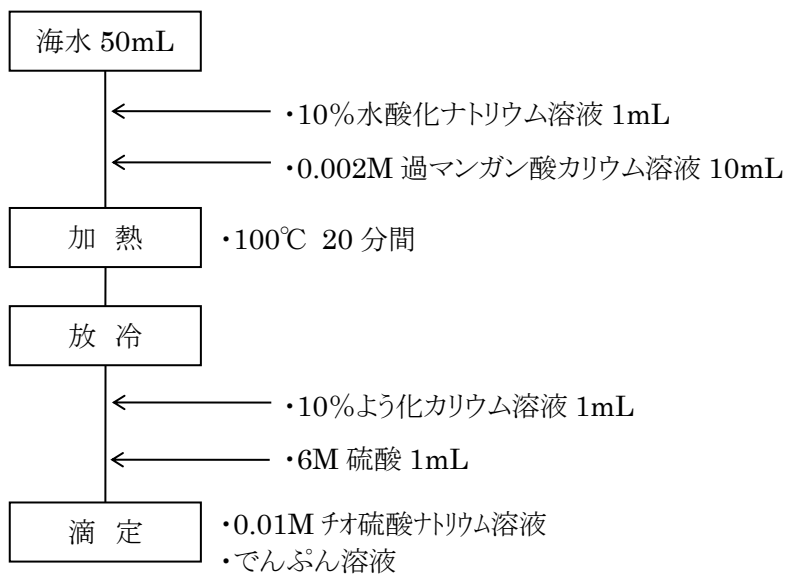 海水 50mL
・10%水酸化ナトリウム溶液 1mL
・0.002M 過マンガン酸カリウム溶液 10mL
加 熱 ・100℃ 20 分間
放 冷
・10%よう化カリウム溶液 1mL
・6M 硫酸 1mL
滴 定 ・0.01M チオ硫酸ナトリウム溶液
・でんぷん溶液